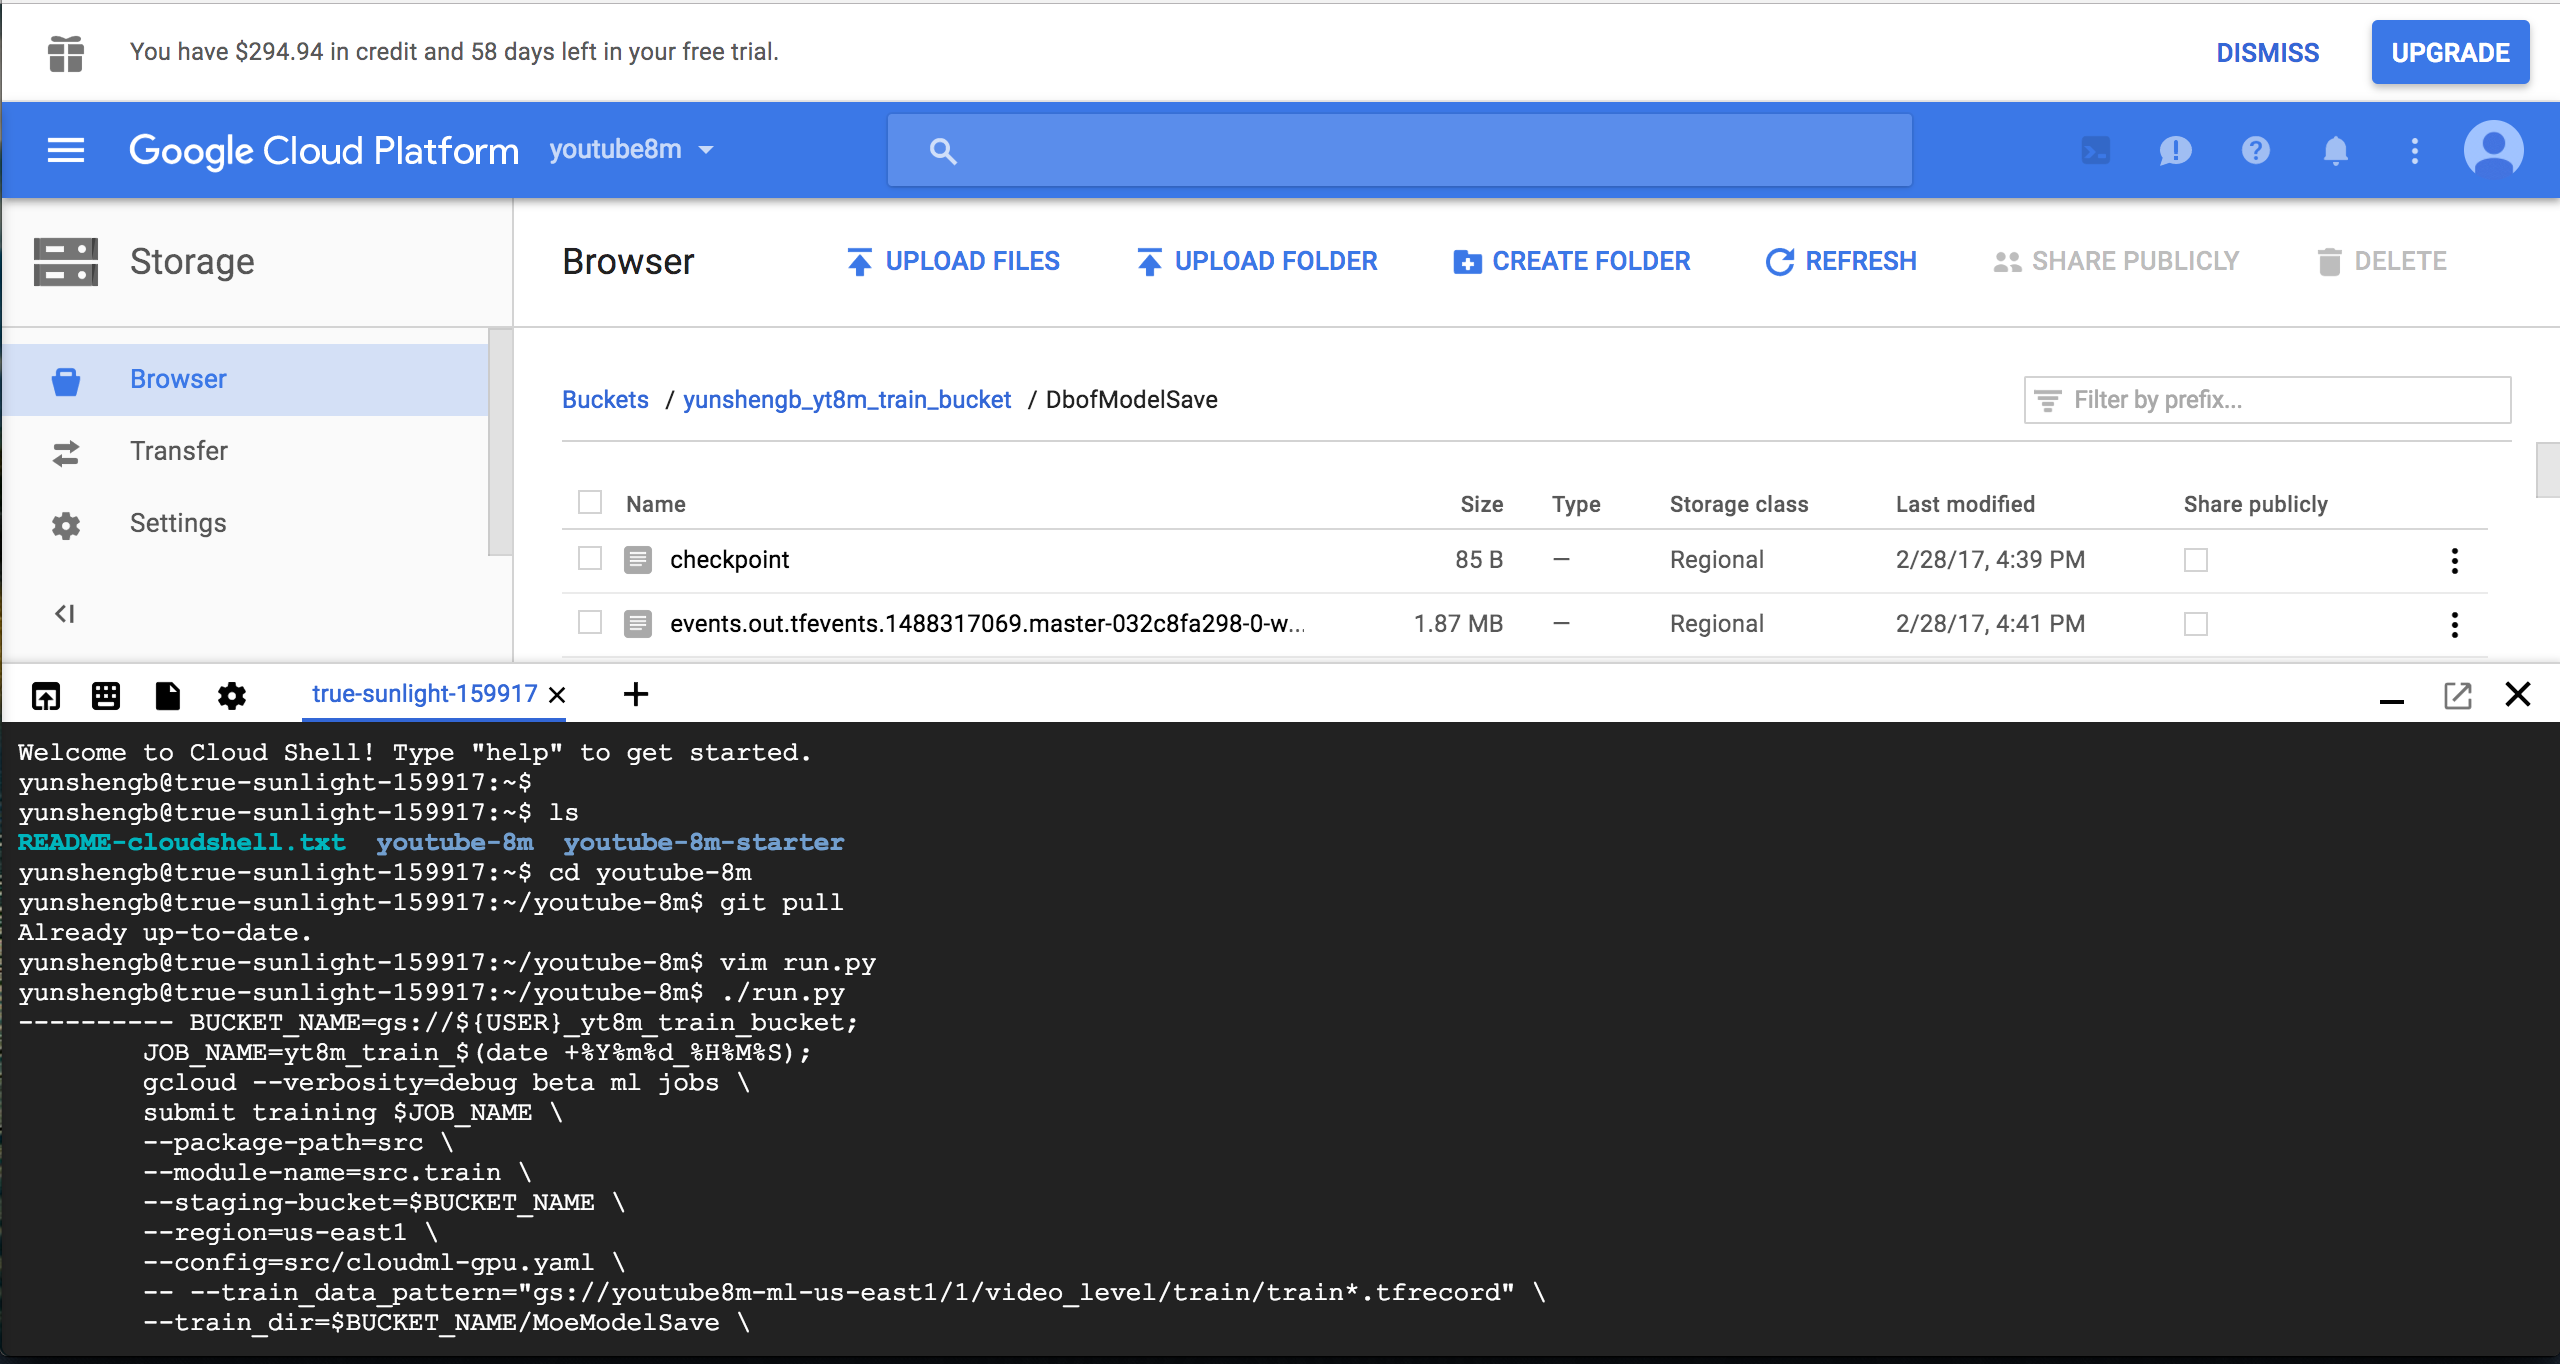 You have $294.94 in credit and 58 days left in your free trial.
DISMISS
UPGRADE
Google Cloud Platform
youtube8m
Storage
Browser
UPLOAD FILES
UPLOAD FOLDER
CREATE FOLDER
REFRESH
SHARE PUBLICLY
DELETE
Browser
Transfer
Settings
Buckets / yunshengb_yt8m_train_bucket / DbofModelSave
Filter by prefix...
Name Size Type Storage class Last modified Share publicly
checkpoint 85 B — Regional 2/28/17, 4:39 PM
events.out.tfevents.1488317069.master-032c8fa298-0-w... 1.87 MB — Regional 2/28/17, 4:41 PM
true-sunlight-159917
Welcome to Cloud Shell! Type "help" to get started.
yunshengb@true-sunlight-159917:~$
yunshengb@true-sunlight-159917:~$ ls
README-cloudshell.txt  youtube-8m  youtube-8m-starter
yunshengb@true-sunlight-159917:~$ cd youtube-8m
yunshengb@true-sunlight-159917:~/youtube-8m$ git pull
Already up-to-date.
yunshengb@true-sunlight-159917:~/youtube-8m$ vim run.py
yunshengb@true-sunlight-159917:~/youtube-8m$ ./run.py
---------- BUCKET_NAME=gs://${USER}_yt8m_train_bucket;
JOB_NAME=yt8m_train_$(date +%Y%m%d_%H%M%S);
gcloud --verbosity=debug beta ml jobs \
submit training $JOB_NAME \
--package-path=src \
--module-name=src.train \
--staging-bucket=$BUCKET_NAME \
--region=us-east1 \
--config=src/cloudml-gpu.yaml \
-- --train_data_pattern="gs://youtube8m-ml-us-east1/1/video_level/train/train*.tfrecord" \
--train_dir=$BUCKET_NAME/MoeModelSave \